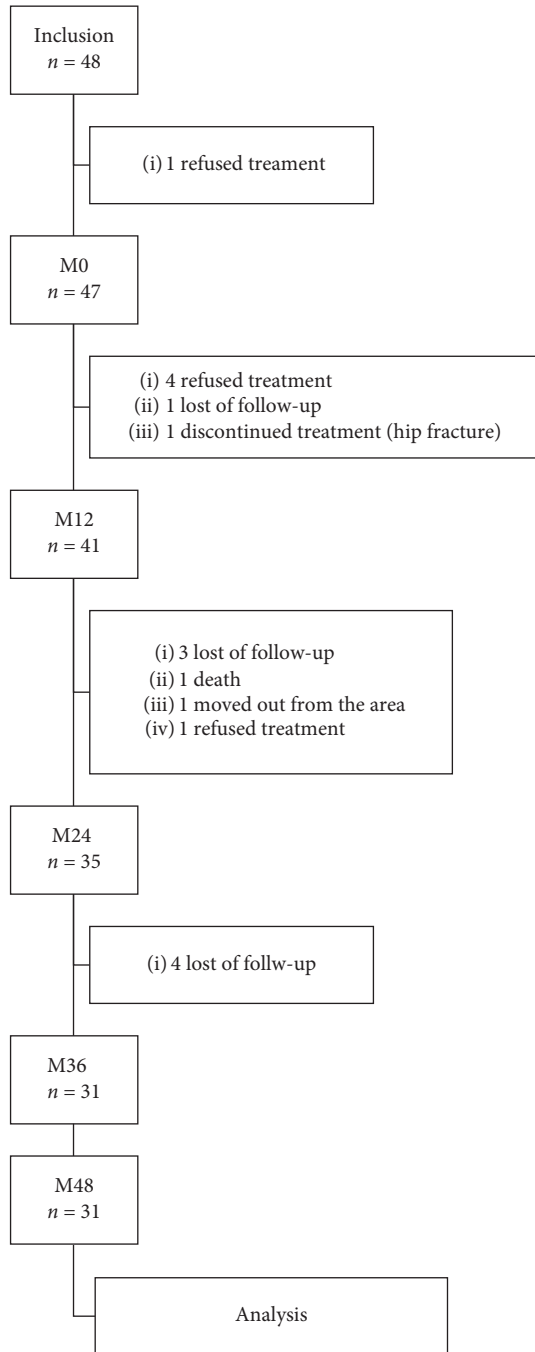 Inclusion
n = 48
(i) 1 refused treament
M0
n = 47
(i) 4 refused treatment
(ii) 1 lost of follow-up
(iii) 1 discontinued treatment (hip fracture)
M12
n = 41
(i) 3 lost of follow-up
(ii) 1 death
(iii) 1 moved out from the area
(iv) 1 refused treatment
M24
n = 35
(i) 4 lost of follw-up
M36
n = 31
M48
n = 31
Analysis